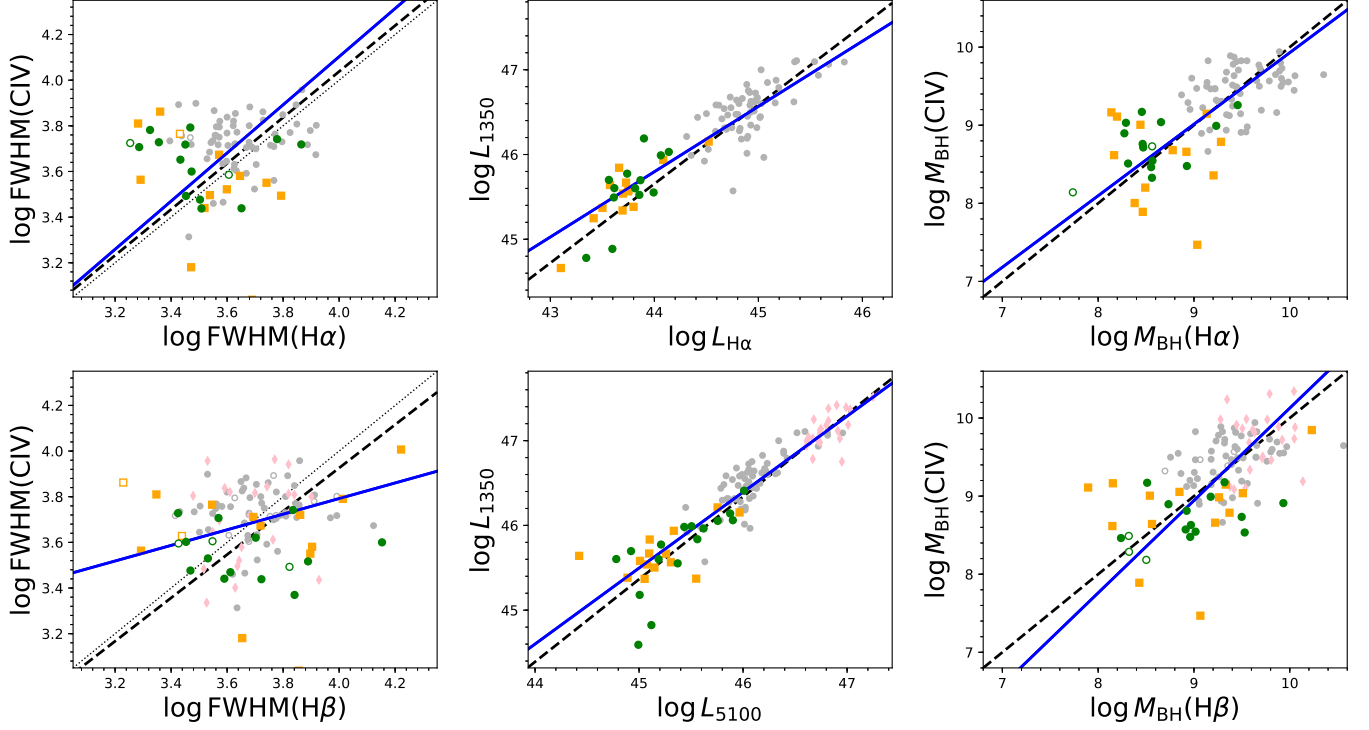 4.2
4.0
3.8
3.6
3.4
3.2
log FWHM(CIV)
3.2 3.4 3.6 3.8 4.0 4.2
log FWHM(Hα)
47
46
45
log L1350
43 44 45 46
log LHα
10
9
8
7
log MBH(CIV)
7 8 9 10
log MBH(Hα)
4.2
4.0
3.8
3.6
3.4
3.2
log FWHM(CIV)
3.2 3.4 3.6 3.8 4.0 4.2
log FWHM(Hβ)
47
46
45
log L1350
44 45 46 47
log L5100
10
9
8
7
log MBH(CIV)
7 8 9 10
log MBH(Hβ)